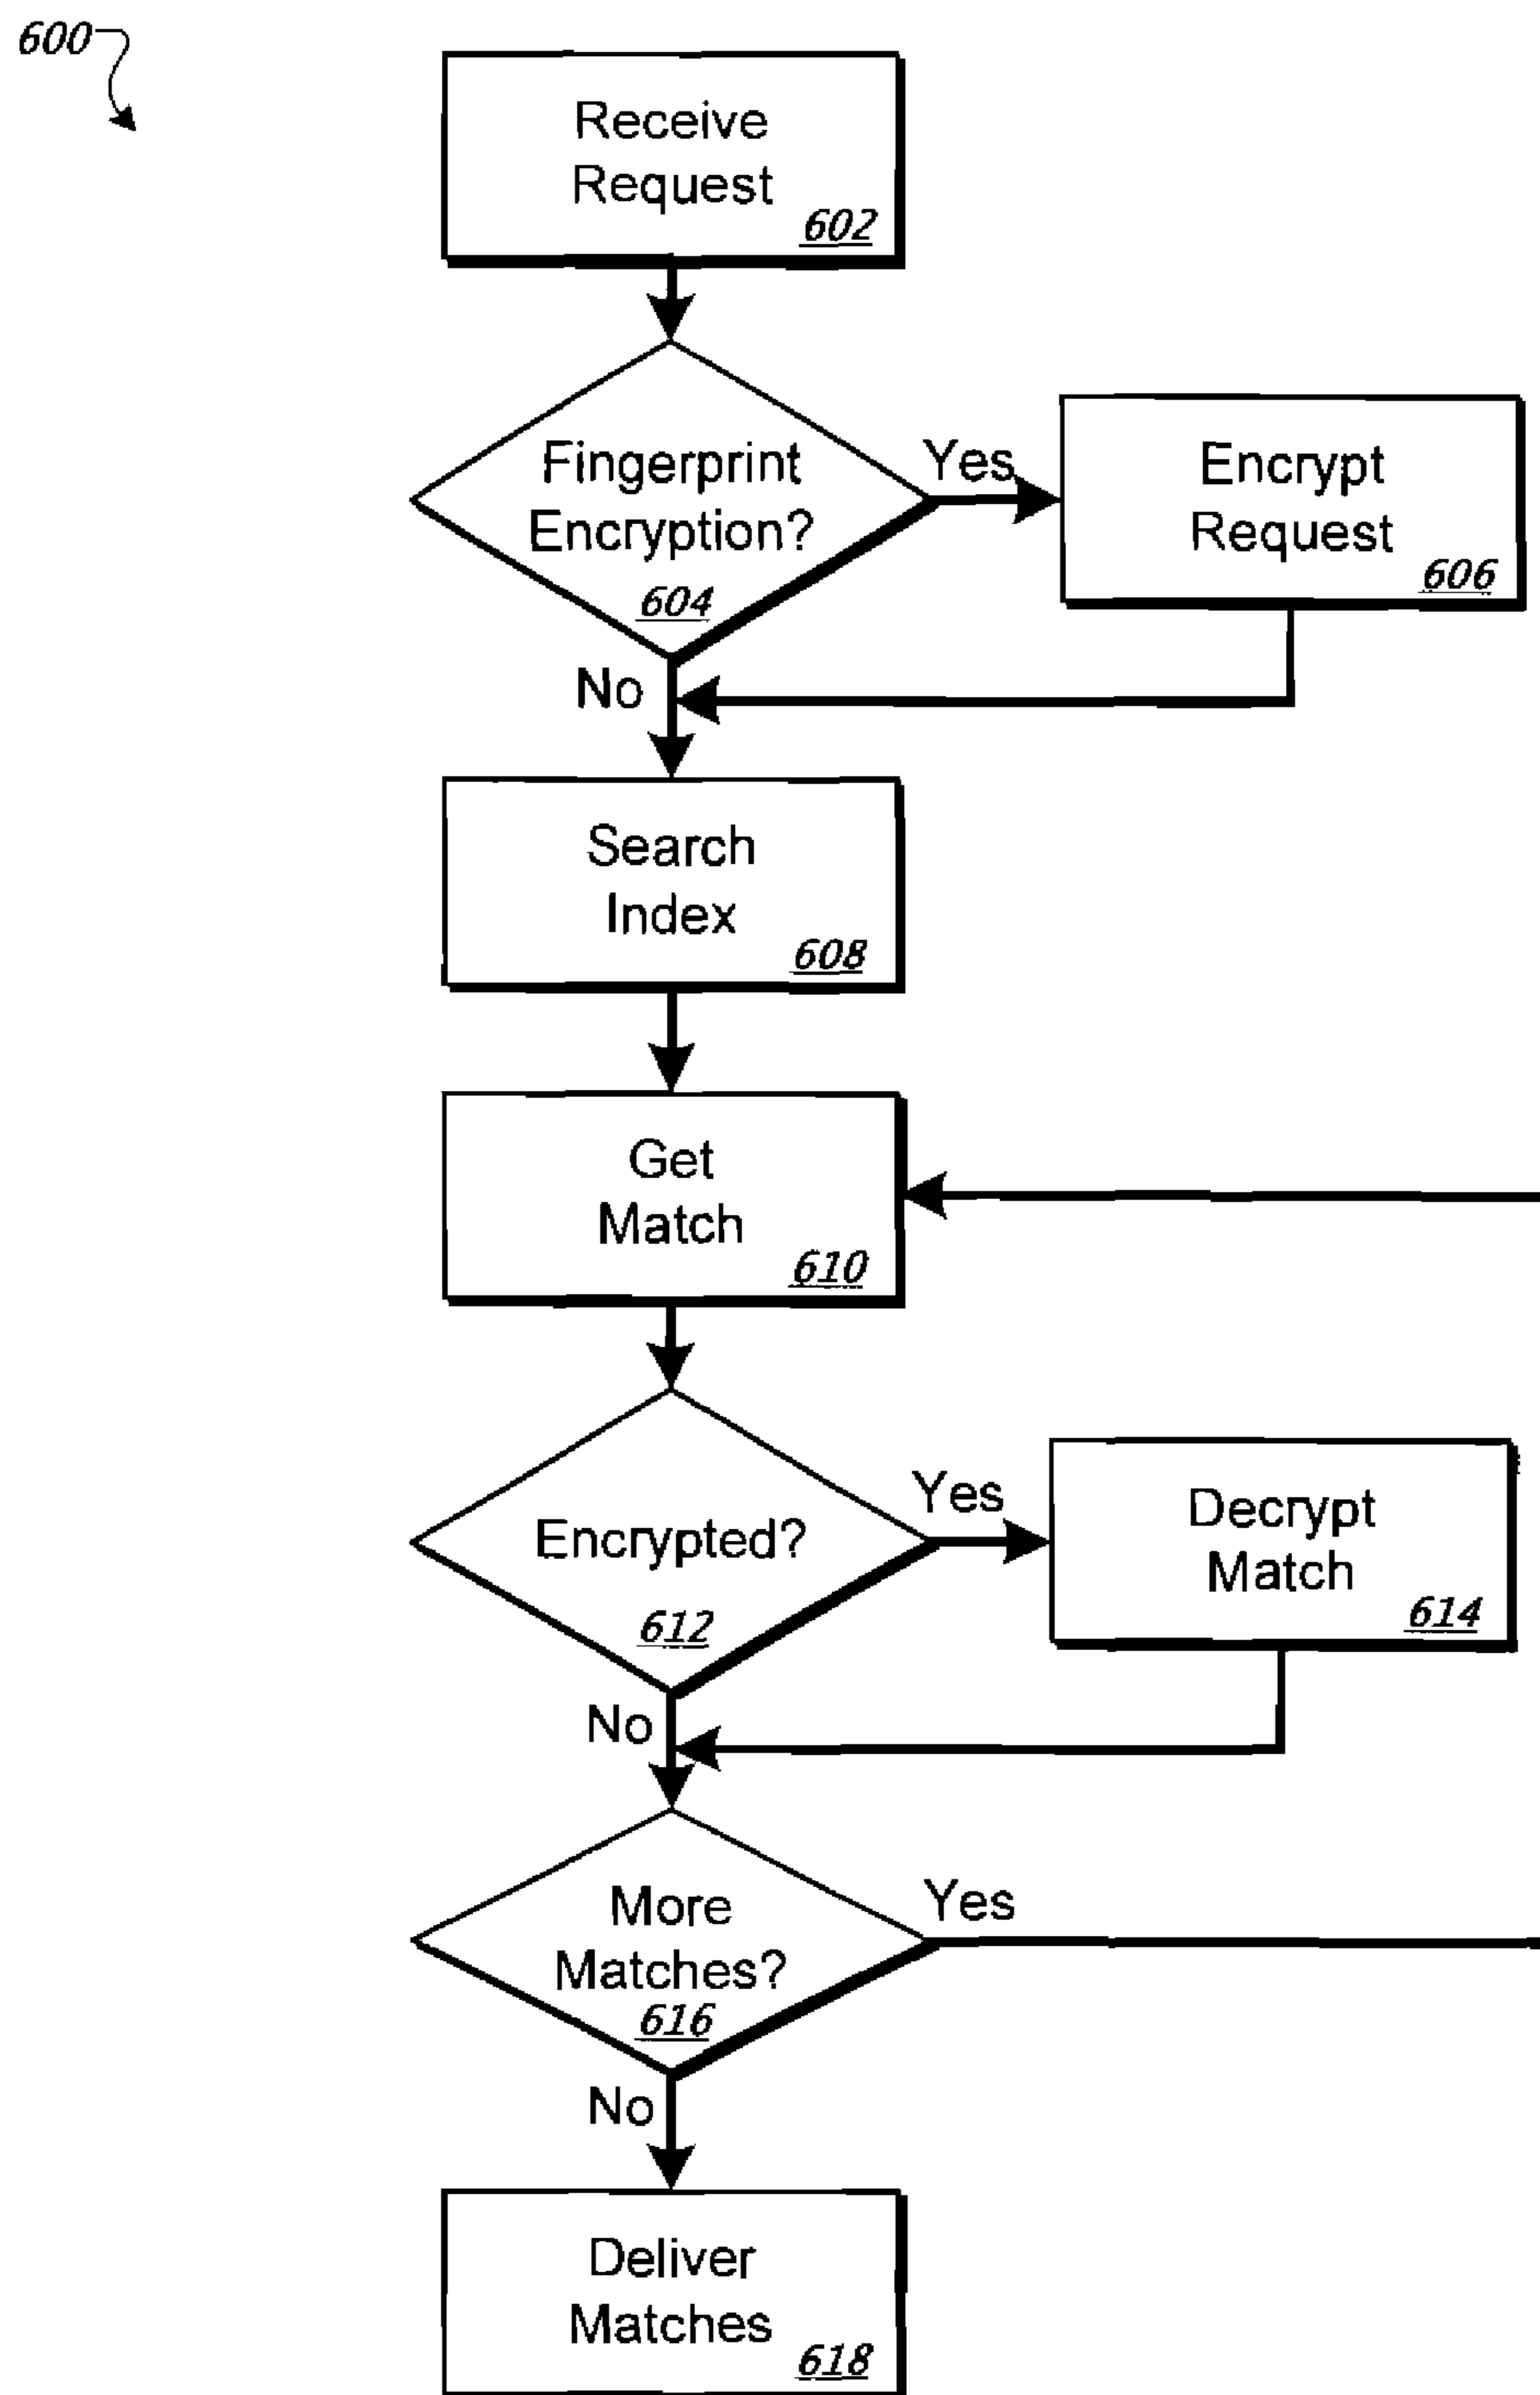 600
Receive
Request
602
Fingerprint
Encryption?
604
Yes
Encrypt
Request
606
No
Search
Index
608
Get
Match
610
Encrypted?
612
Yes
Decrypt
Match
614
No
More
Matches?
616
Yes
No
Deliver
Matches
618